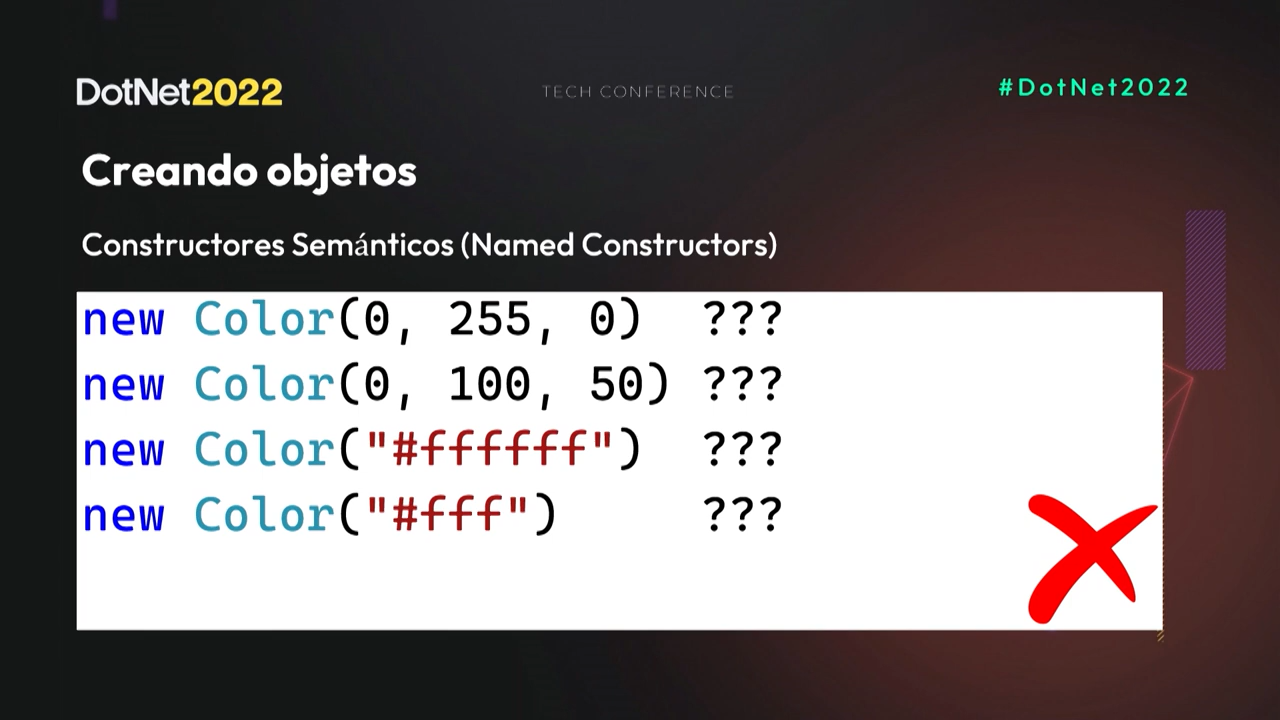 DotNet2022
TECH CONFERENCE
#DotNet2022
Creando objetos
Constructores Semánticos (Named Constructors)
new Color(0, 255, 0)  ???
new Color(0, 100, 50) ???
new Color("#ffffff")  ???
new Color("#fff")     ???